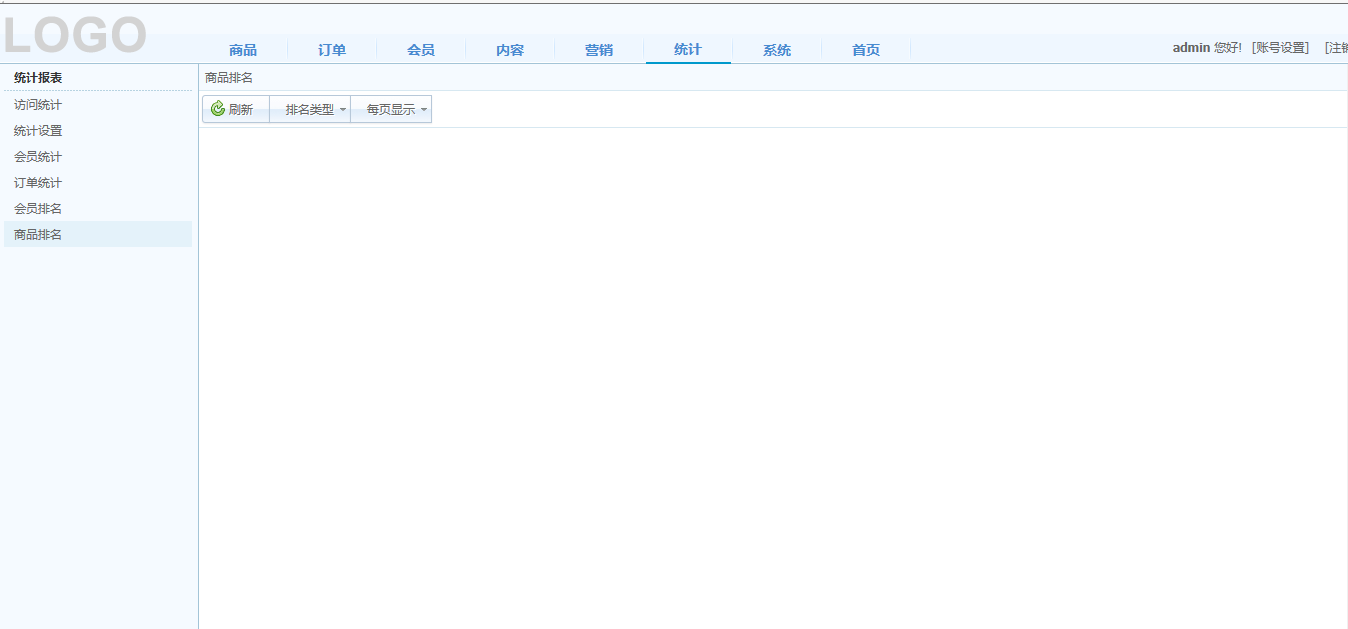 LOGO
商品 订单 会员 内容 营销 统计 系统 首页
admin 您好! [账号设置] [注销
统计报表
访问统计
统计设置
会员统计
订单统计
会员排名
商品排名
商品排名
刷新 排名类型 每页显示